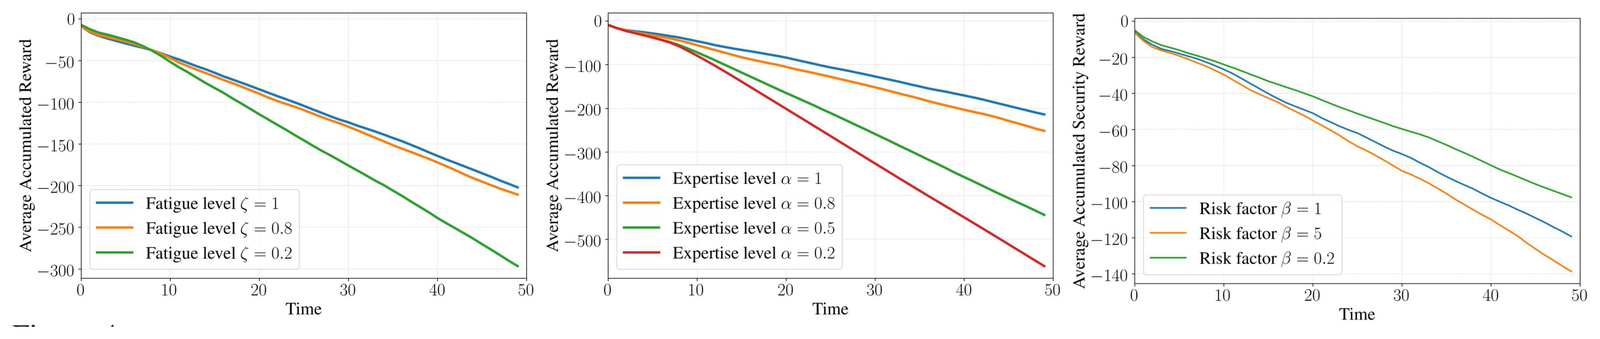 Average Accumulated Reward
0
−50
−100
−150
−200
−250
−300
Fatigue level ζ = 1
Fatigue level ζ = 0.8
Fatigue level ζ = 0.2
0 10 20 30 40 50
Time
Average Accumulated Reward
0
−100
−200
−300
−400
−500
Expertise level α = 1
Expertise level α = 0.8
Expertise level α = 0.5
Expertise level α = 0.2
0 10 20 30 40 50
Time
Average Accumulated Security Reward
0
−20
−40
−60
−80
−100
−120
−140
Risk factor β = 1
Risk factor β = 5
Risk factor β = 0.2
0 10 20 30 40 50
Time